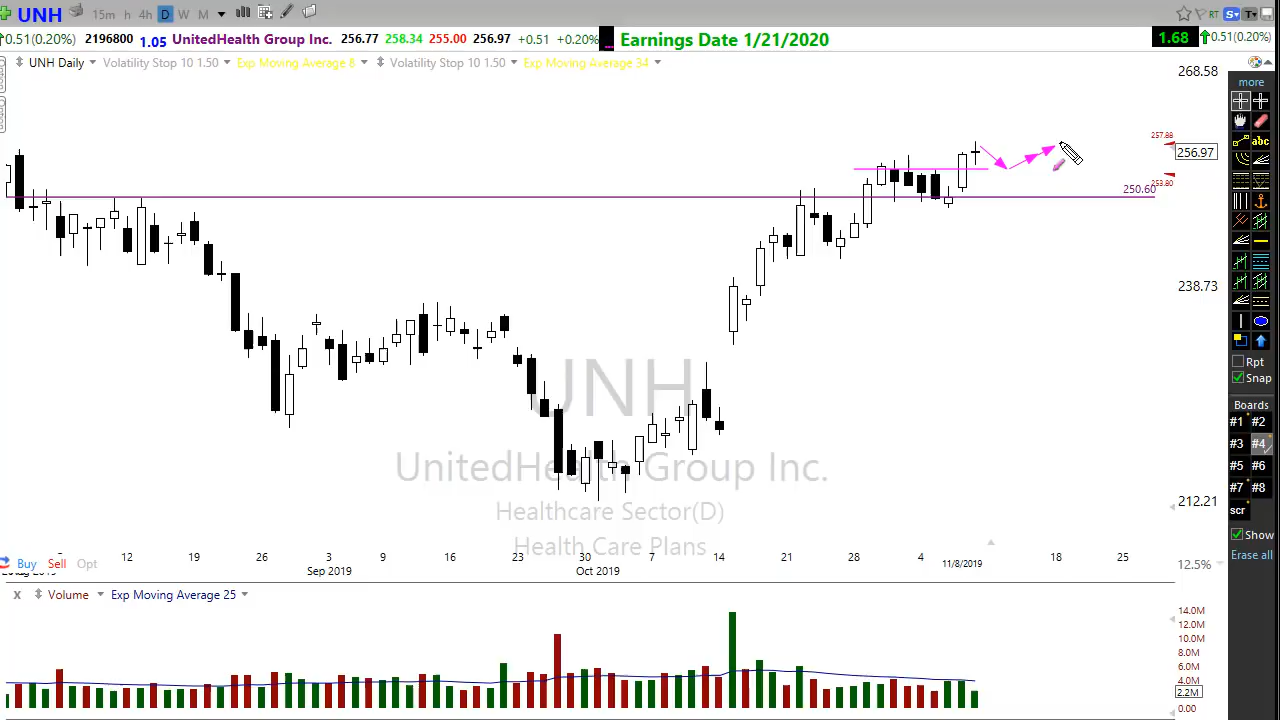 UNH 15m h 4h D W M RT S T
0.51(0.20%) 2196800 1.05 UnitedHealth Group Inc. 256.77 258.34 255.00 256.97 +0.51 +0.20% Earnings Date 1/21/2020 1.68 0.51(0.20%)
UNH Daily Volatility Stop 10 1.50 Exp Moving Average 8 Volatility Stop 10 1.50 Exp Moving Average 34
268.58
more
abc
257.88
256.97
253.80
250.60
238.73
UNH
UnitedHealth Group Inc.
Healthcare Sector(D)
Health Care Plans
212.21
Rpt
Snap
Boards
#1 #2
#3 #4
#5 #6
#7 #8
scr
Show
Erase all
12 19 26 3 9 16 23 30 7 14 21 28 4 11/8/2019 18 25
Buy Sell Opt Sep 2019 Oct 2019 12.5%
X Volume Exp Moving Average 25
14.0M
12.0M
10.0M
8.0M
6.0M
4.0M
2.2M
0.00